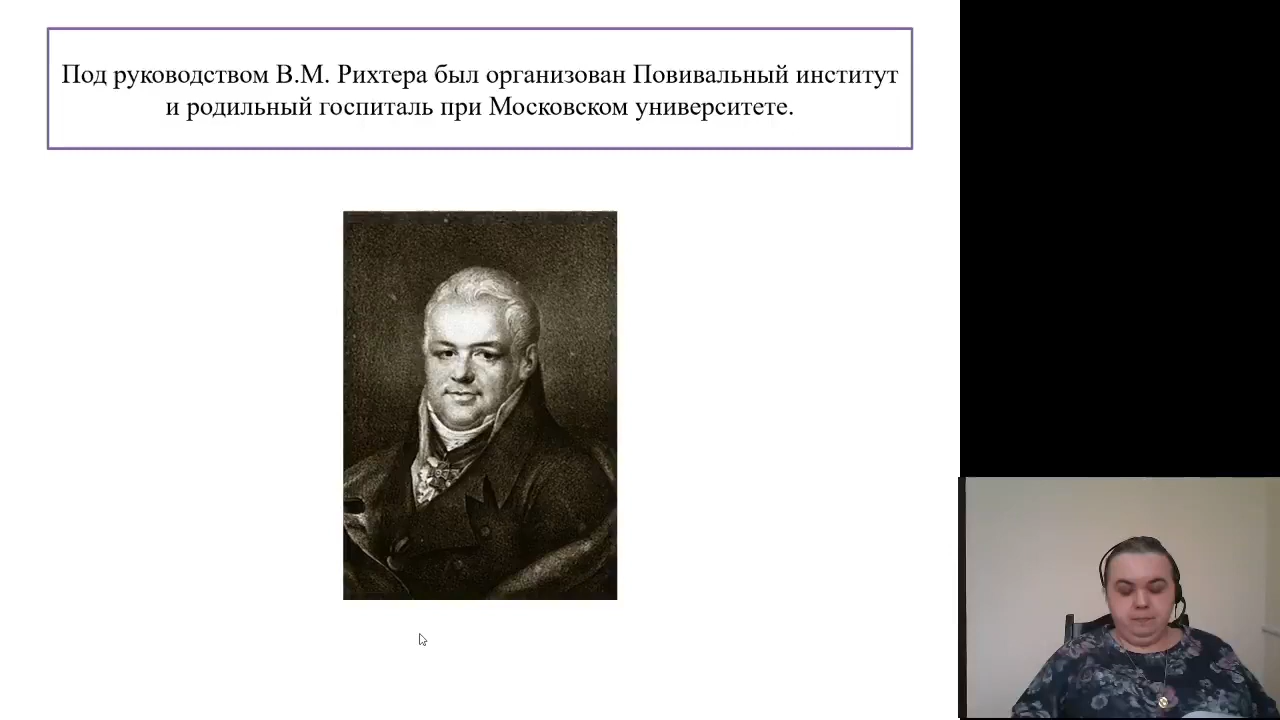 Под руководством В.М. Рихтера был организован Повивальный институт
и родильный госпиталь при Московском университете.